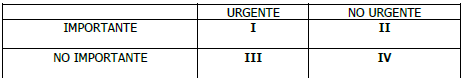 URGENTE NO URGENTE
IMPORTANTE I II
NO IMPORTANTE III IV